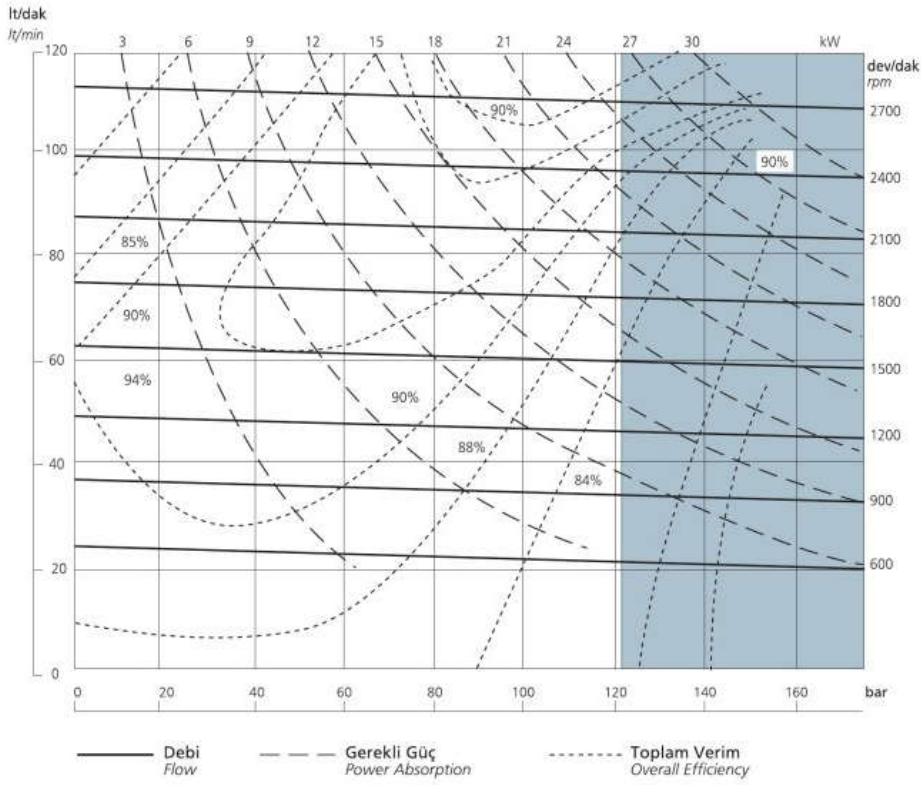 lt/dak
lt/min
3 6 9 12 15 18 21 24 27 30 kW
120
100
80
60
40
20
0
dev/dak
rpm
2700
2400
2100
1800
1500
1200
900
600
90%
90%
85%
90%
94%
90%
88%
84%
0 20 40 60 80 100 120 140 160 bar
Debi
Flow
Gerekli Güç
Power Absorption
Toplam Verim
Overall Efficiency